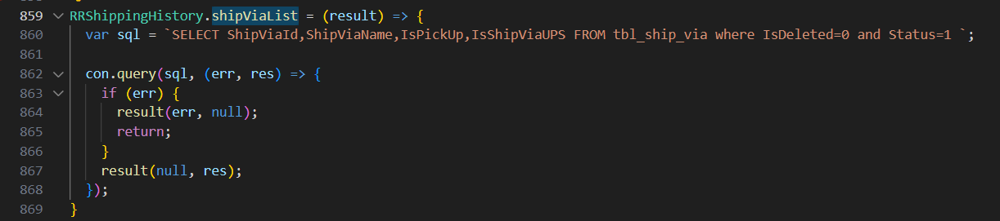 859 RRShippingHistory.shipViaList = (result) => {
860 var sql = `SELECT ShipViaId,ShipViaName,IsPickUp,IsShipViaUPS FROM tbl_ship_via where IsDeleted=0 and Status=1 `;
861
862 con.query(sql, (err, res) => {
863 if (err) {
864 result(err, null);
865 return;
866 }
867 result(null, res);
868 });
869 }